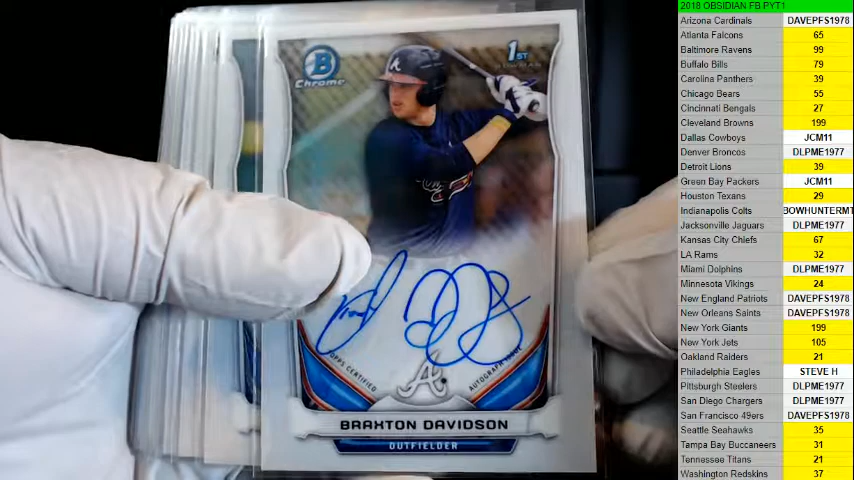 B
Chrome
1ST
BOWMAN
A
TOPPS CERTIFIED
AUTOGRAPH ISSUE
A
BRAXTON DAVIDSON
OUTFIELDER
2018 OBSIDIAN FB PYT1
Arizona Cardinals DAVEPFS1978
Atlanta Falcons 65
Baltimore Ravens 99
Buffalo Bills 79
Carolina Panthers 39
Chicago Bears 55
Cincinnati Bengals 27
Cleveland Browns 199
Dallas Cowboys JCM11
Denver Broncos DLPME1977
Detroit Lions 39
Green Bay Packers JCM11
Houston Texans 29
Indianapolis Colts BOWHUNTERMT
Jacksonville Jaguars DLPME1977
Kansas City Chiefs 67
LA Rams 32
Miami Dolphins DLPME1977
Minnesota Vikings 24
New England Patriots DAVEPFS1978
New Orleans Saints DAVEPFS1978
New York Giants 199
New York Jets 105
Oakland Raiders 21
Philadelphia Eagles STEVE H
Pittsburgh Steelers DLPME1977
San Diego Chargers DLPME1977
San Francisco 49ers DAVEPFS1978
Seattle Seahawks 35
Tampa Bay Buccaneers 31
Tennessee Titans 21
Washington Redskins 37